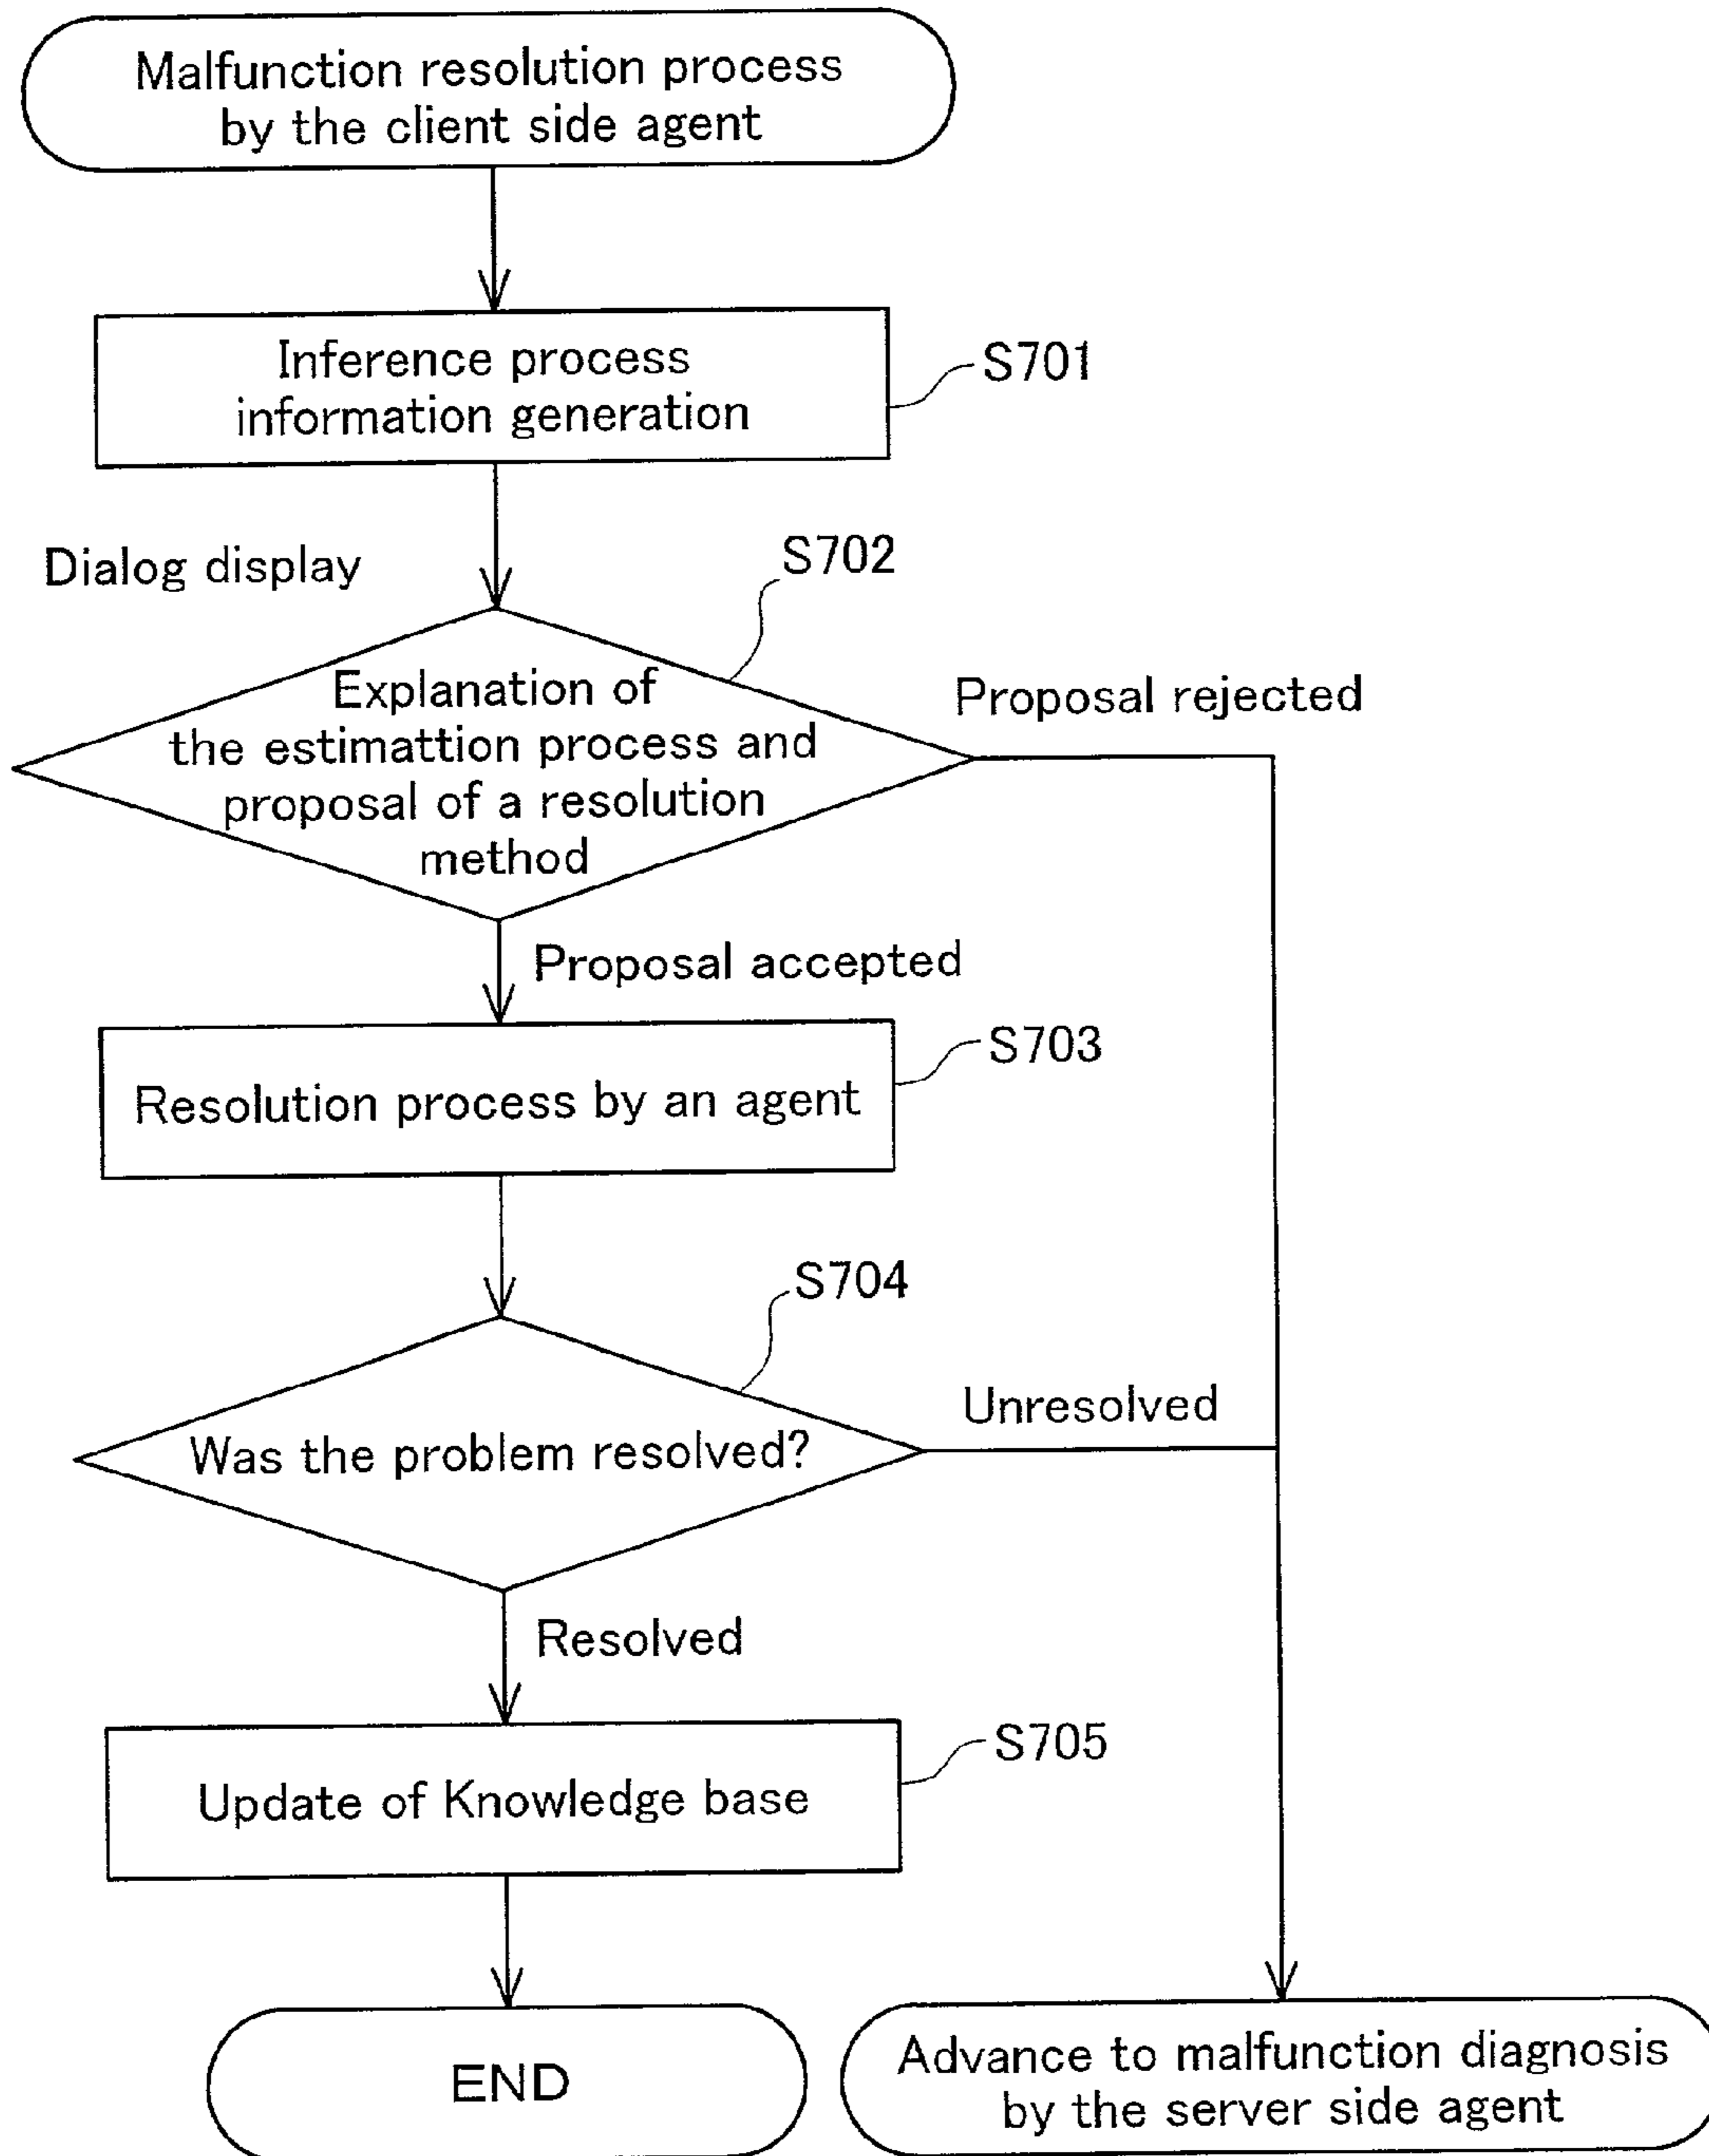 Malfunction resolution process
by the client side agent
Inference process
information generation
S701
Dialog display
S702
Explanation of
the estimattion process and
proposal of a resolution
method
Proposal rejected
Proposal accepted
Resolution process by an agent
S703
S704
Was the problem resolved?
Unresolved
Resolved
Update of Knowledge base
S705
END
Advance to malfunction diagnosis
by the server side agent